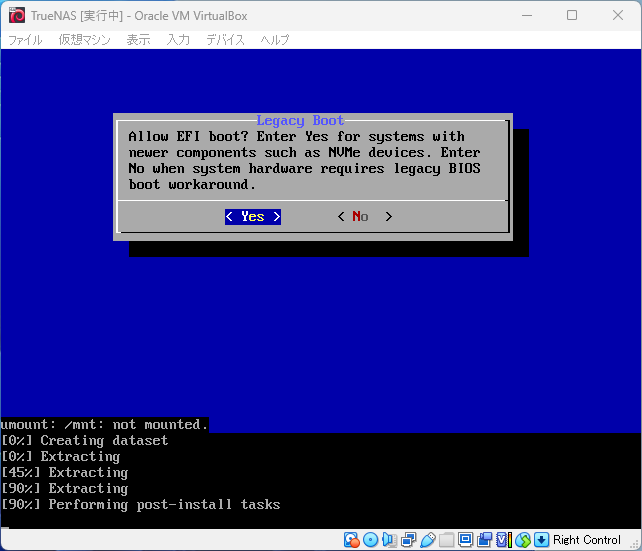 TrueNAS [実行中] - Oracle VM VirtualBox
ファイル 仮想マシン 表示 入力 デバイス ヘルプ
Legacy Boot
Allow EFI boot? Enter Yes for systems with
newer components such as NVMe devices. Enter
No when system hardware requires legacy BIOS
boot workaround.
< Yes > < No >
umount: /mnt: not mounted.
[0%] Creating dataset
[0%] Extracting
[45%] Extracting
[90%] Extracting
[90%] Performing post-install tasks
Right Control